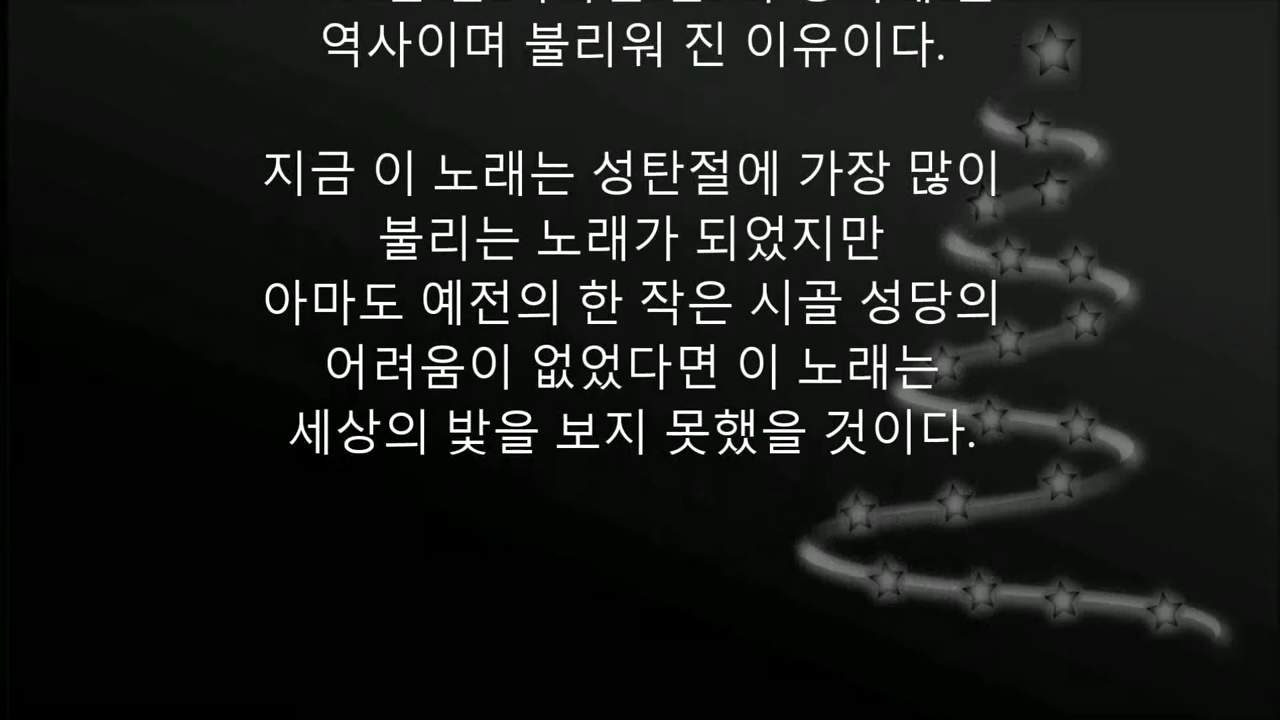 역사이며 불리워 진 이유이다.
지금 이 노래는 성탄절에 가장 많이
불리는 노래가 되었지만
아마도 예전의 한 작은 시골 성당의
어려움이 없었다면 이 노래는
세상의 밫을 보지 못했을 것이다.